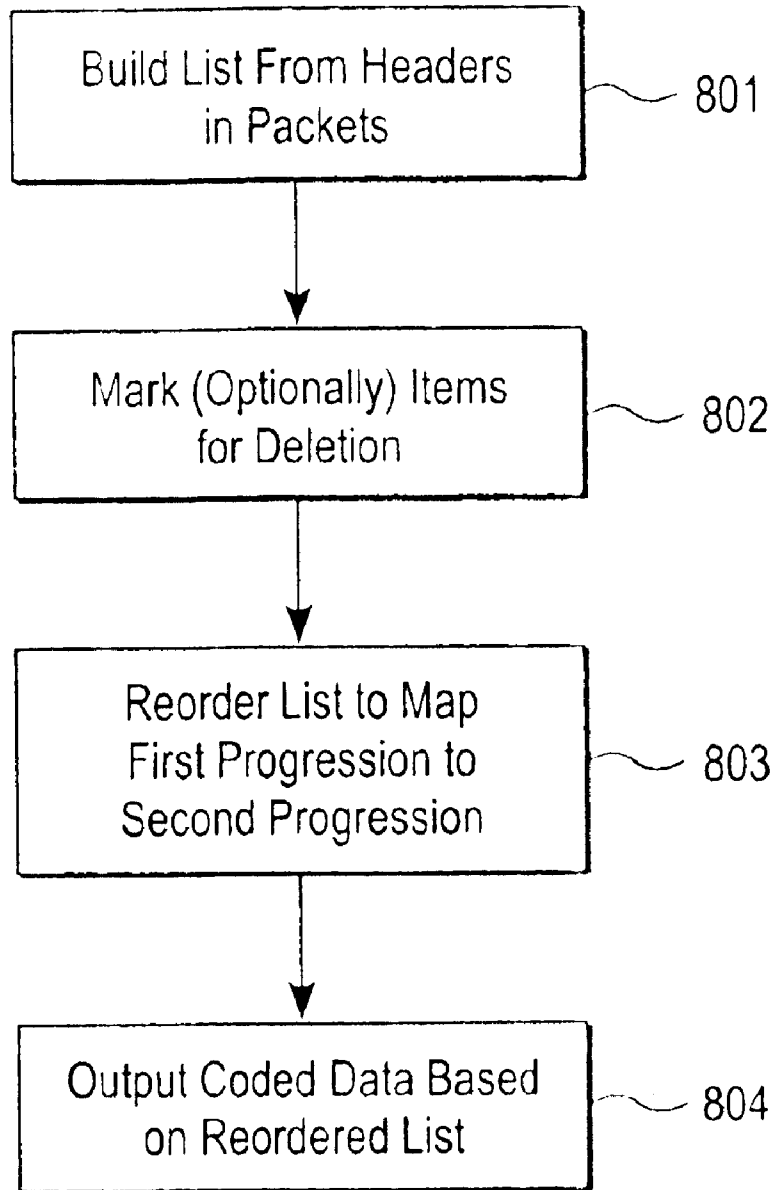 Build List From Headers
in Packets
801
Mark (Optionally) Items
for Deletion
802
Reorder List to Map
First Progression to
Second Progression
803
Output Coded Data Based
on Reordered List
804